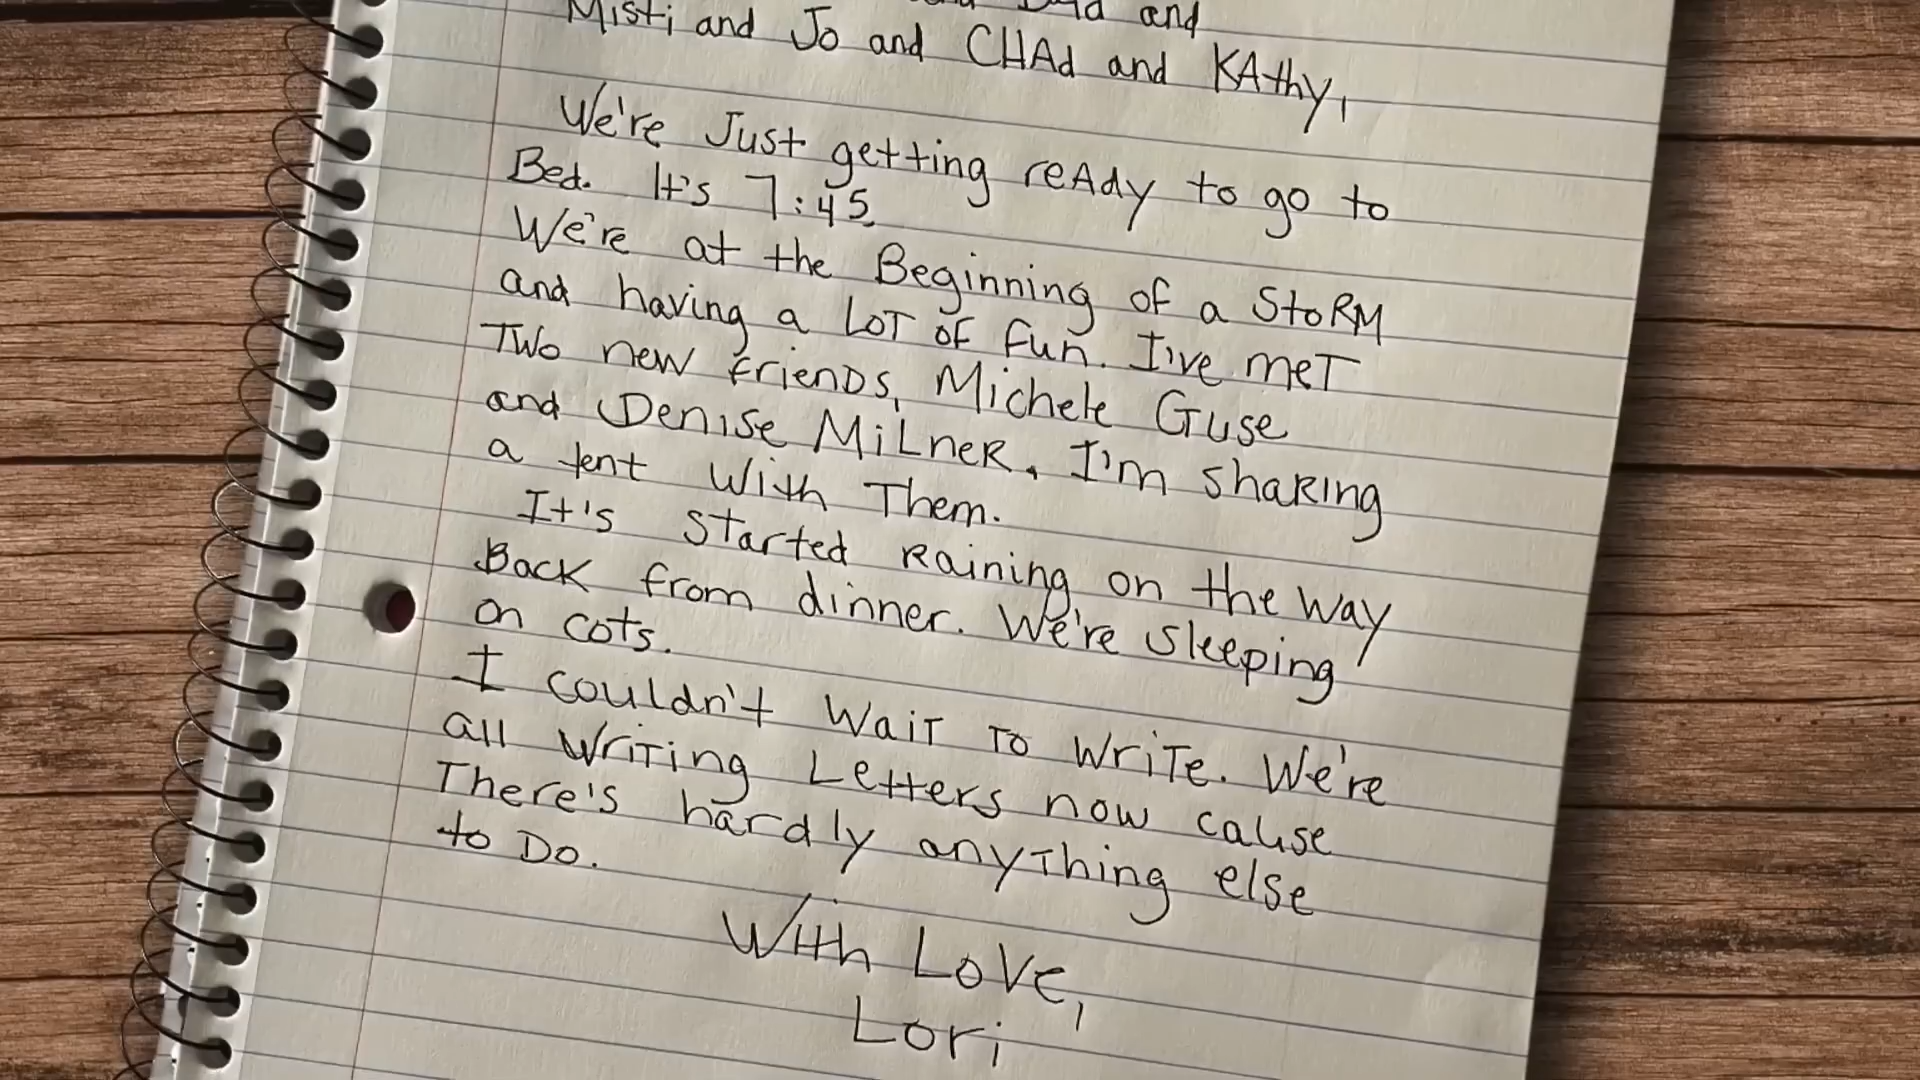 and
Misti and Jo and CHAd and KAthy,
We're Just getting reAdy to go to
Bed. It's 7:45
We're at the Beginning of a StoRM
and having a LoT of fun. I've meT
Two new frienDs, Michele Guse
and Denise MiLneR. I'm shaRing
a tent With Them.
It's started Raining on the way
Back from dinner. We're sleeping
on cots.
I couldn't WaiT To WriTe. We're
all WriTing Letters now cause
There's hardly anyThing else
to Do.
With LoVe,
Lori